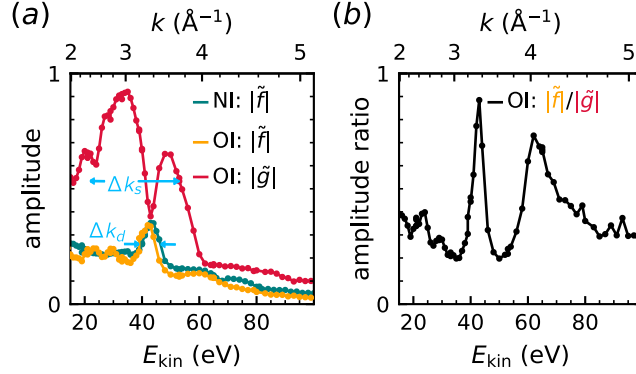 (a)
k (Å⁻¹)
2 3 4 5
1
0
amplitude
NI: |f̃|
OI: |f̃|
OI: |g̃|
Δk_s
Δk_d
20 40 60 80
E_kin (eV)
(b)
k (Å⁻¹)
2 3 4 5
1
0
amplitude ratio
OI: |f̃|/|g̃|
20 40 60 80
E_kin (eV)